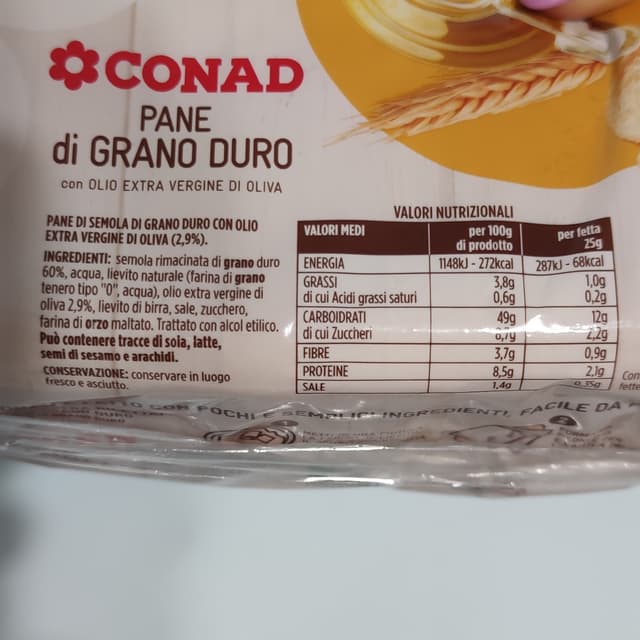 CONAD
PANE
di GRANO DURO
con OLIO EXTRA VERGINE DI OLIVA
PANE DI SEMOLA DI GRANO DURO CON OLIO
EXTRA VERGINE DI OLIVA (2,9%).
INGREDIENTI: semola rimacinata di grano duro
60%, acqua, lievito naturale (farina di grano
tenero tipo "0", acqua), olio extra vergine di
oliva 2,9%, lievito di birra, sale, zucchero,
farina di orzo maltato. Trattato con alcol etilico.
Può contenere tracce di soia, latte,
semi di sesamo e arachidi.
CONSERVAZIONE: conservare in luogo
fresco e asciutto.
VALORI NUTRIZIONALI
VALORI MEDI per 100g di prodotto per fetta 25g
ENERGIA 1148kJ - 272kcal 287kJ - 68kcal
GRASSI 3,8g 1,0g
di cui Acidi grassi saturi 0,6g 0,2g
CARBOIDRATI 49g 12g
di cui Zuccheri 8,7g 2,2g
FIBRE 3,7g 0,9g
PROTEINE 8,5g 2,1g
SALE 1,4g 0,35g
Con
fette
CON POCHI E SEMPLICI INGREDIENTI, FACILE DA